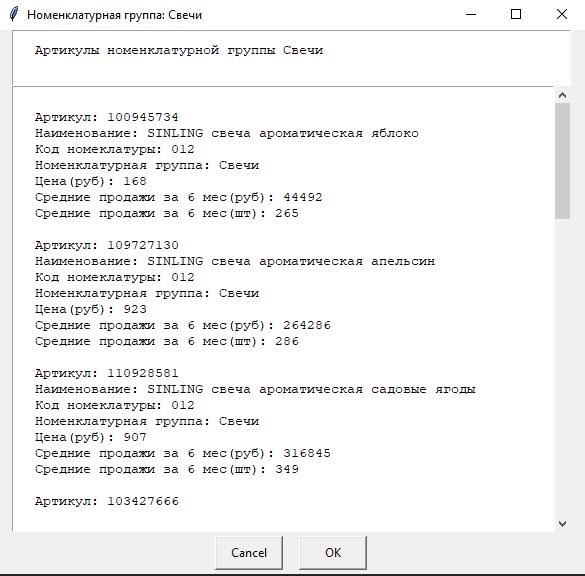 Номенклатурная группа: Свечи
Артикулы номенклатурной группы Свечи
Артикул: 100945734
Наименование: SINLING свеча ароматическая яблоко
Код номеклатуры: 012
Номенклатурная группа: Свечи
Цена(руб): 168
Средние продажи за 6 мес(руб): 44492
Средние продажи за 6 мес(шт): 265
Артикул: 109727130
Наименование: SINLING свеча ароматическая апельсин
Код номеклатуры: 012
Номенклатурная группа: Свечи
Цена(руб): 923
Средние продажи за 6 мес(руб): 264286
Средние продажи за 6 мес(шт): 286
Артикул: 110928581
Наименование: SINLING свеча ароматическая садовые ягоды
Код номеклатуры: 012
Номенклатурная группа: Свечи
Цена(руб): 907
Средние продажи за 6 мес(руб): 316845
Средние продажи за 6 мес(шт): 349
Артикул: 103427666
Cancel OK